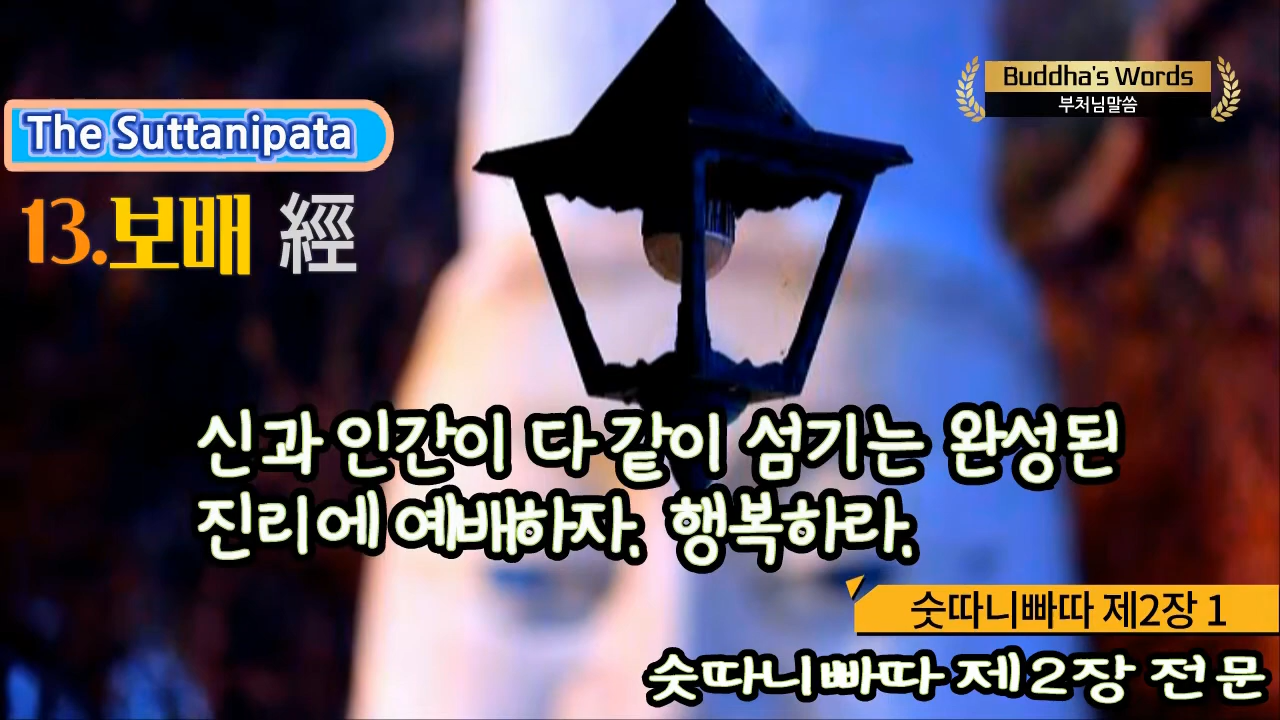 Buddha's Words
부처님말씀
The Suttanipata
13.보배 經
신과 인간이 다 같이 섬기는 완성된
진리에 예배하자. 행복하라.
숫따니빠따 제2장 1
숫따니빠따 제2장 전문